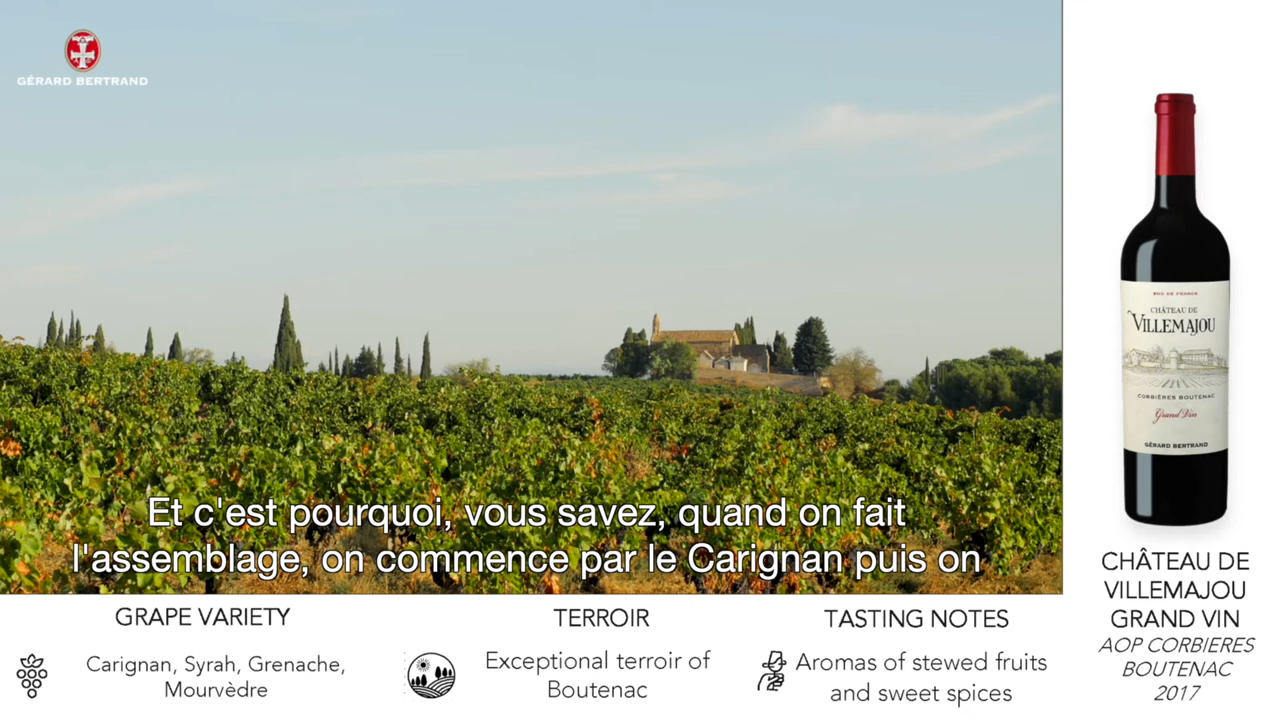 GÉRARD BERTRAND
Et c'est pourquoi, vous savez, quand on fait
l'assemblage, on commence par le Carignan puis on
GRAPE VARIETY
Carignan, Syrah, Grenache,
Mourvèdre
TERROIR
Exceptional terroir of
Boutenac
TASTING NOTES
Aromas of stewed fruits
and sweet spices
CHÂTEAU DE
VILLEMAJOU
CORBIÈRES BOUTENAC
Grand Vin
GÉRARD BERTRAND
CHÂTEAU DE
VILLEMAJOU
GRAND VIN
AOP CORBIERES
BOUTENAC
2017